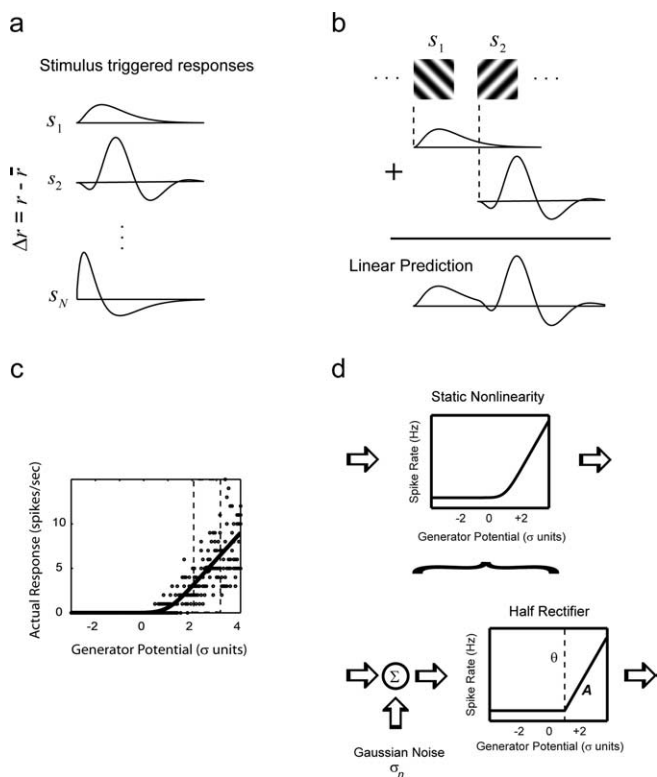 a
Stimulus triggered responses
s1
s2
sN
Δr = r - r̄
b
s1 s2
. . . . . .
+
Linear Prediction
c
Actual Response (spikes/sec)
10
0
-2 0 2 4
Generator Potential (σ units)
d
Static Nonlinearity
Spike Rate (Hz)
-2 0 +2
Generator Potential (σ units)
Half Rectifier
Spike Rate (Hz)
θ
A
-2 0 +2
Generator Potential (σ units)
Σ
Gaussian Noise
σn